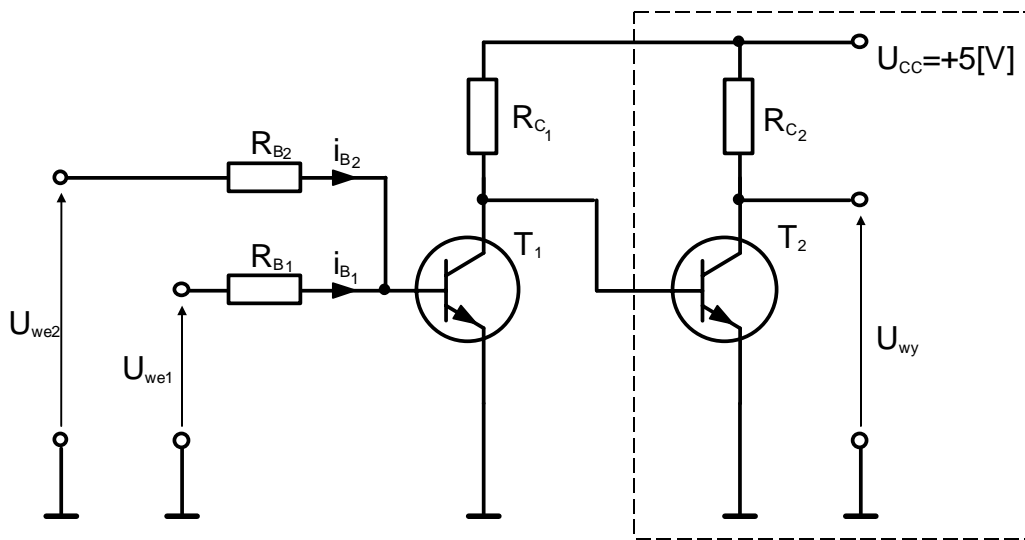 U_CC=+5[V]
R_C1
R_C2
R_B2
i_B2
T_1
T_2
R_B1
i_B1
U_we2
U_we1
U_wy